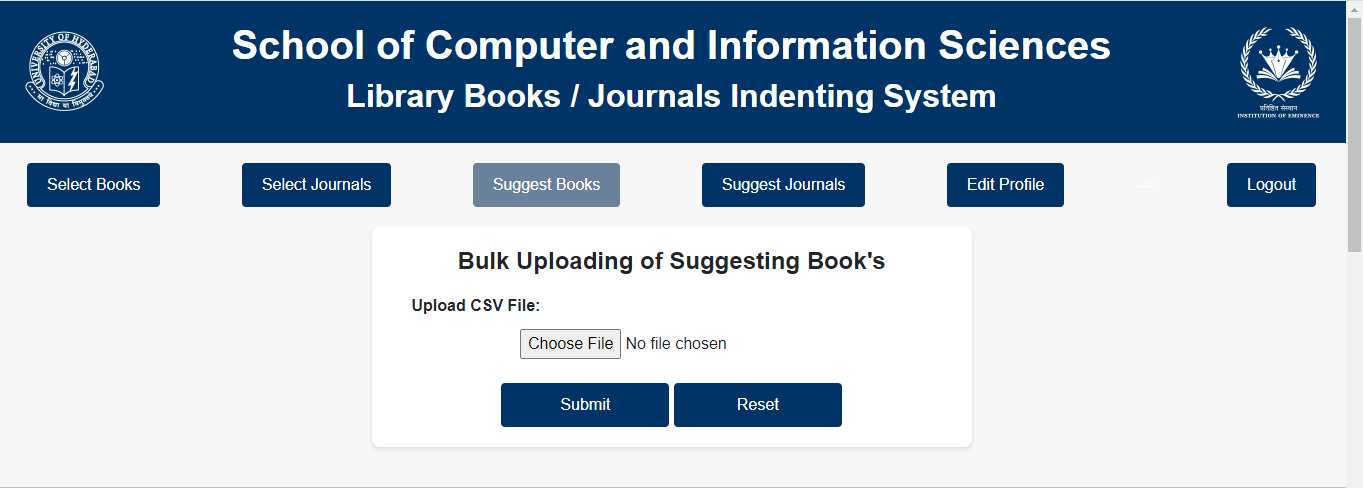 UNIVERSITY OF HYDERABAD
School of Computer and Information Sciences
Library Books / Journals Indenting System
प्रतिष्ठित संस्थान
INSTITUTION OF EMINENCE
Select Books
Select Journals
Suggest Books
Suggest Journals
Edit Profile
Logout
Bulk Uploading of Suggesting Book's
Upload CSV File:
Choose File No file chosen
Submit
Reset